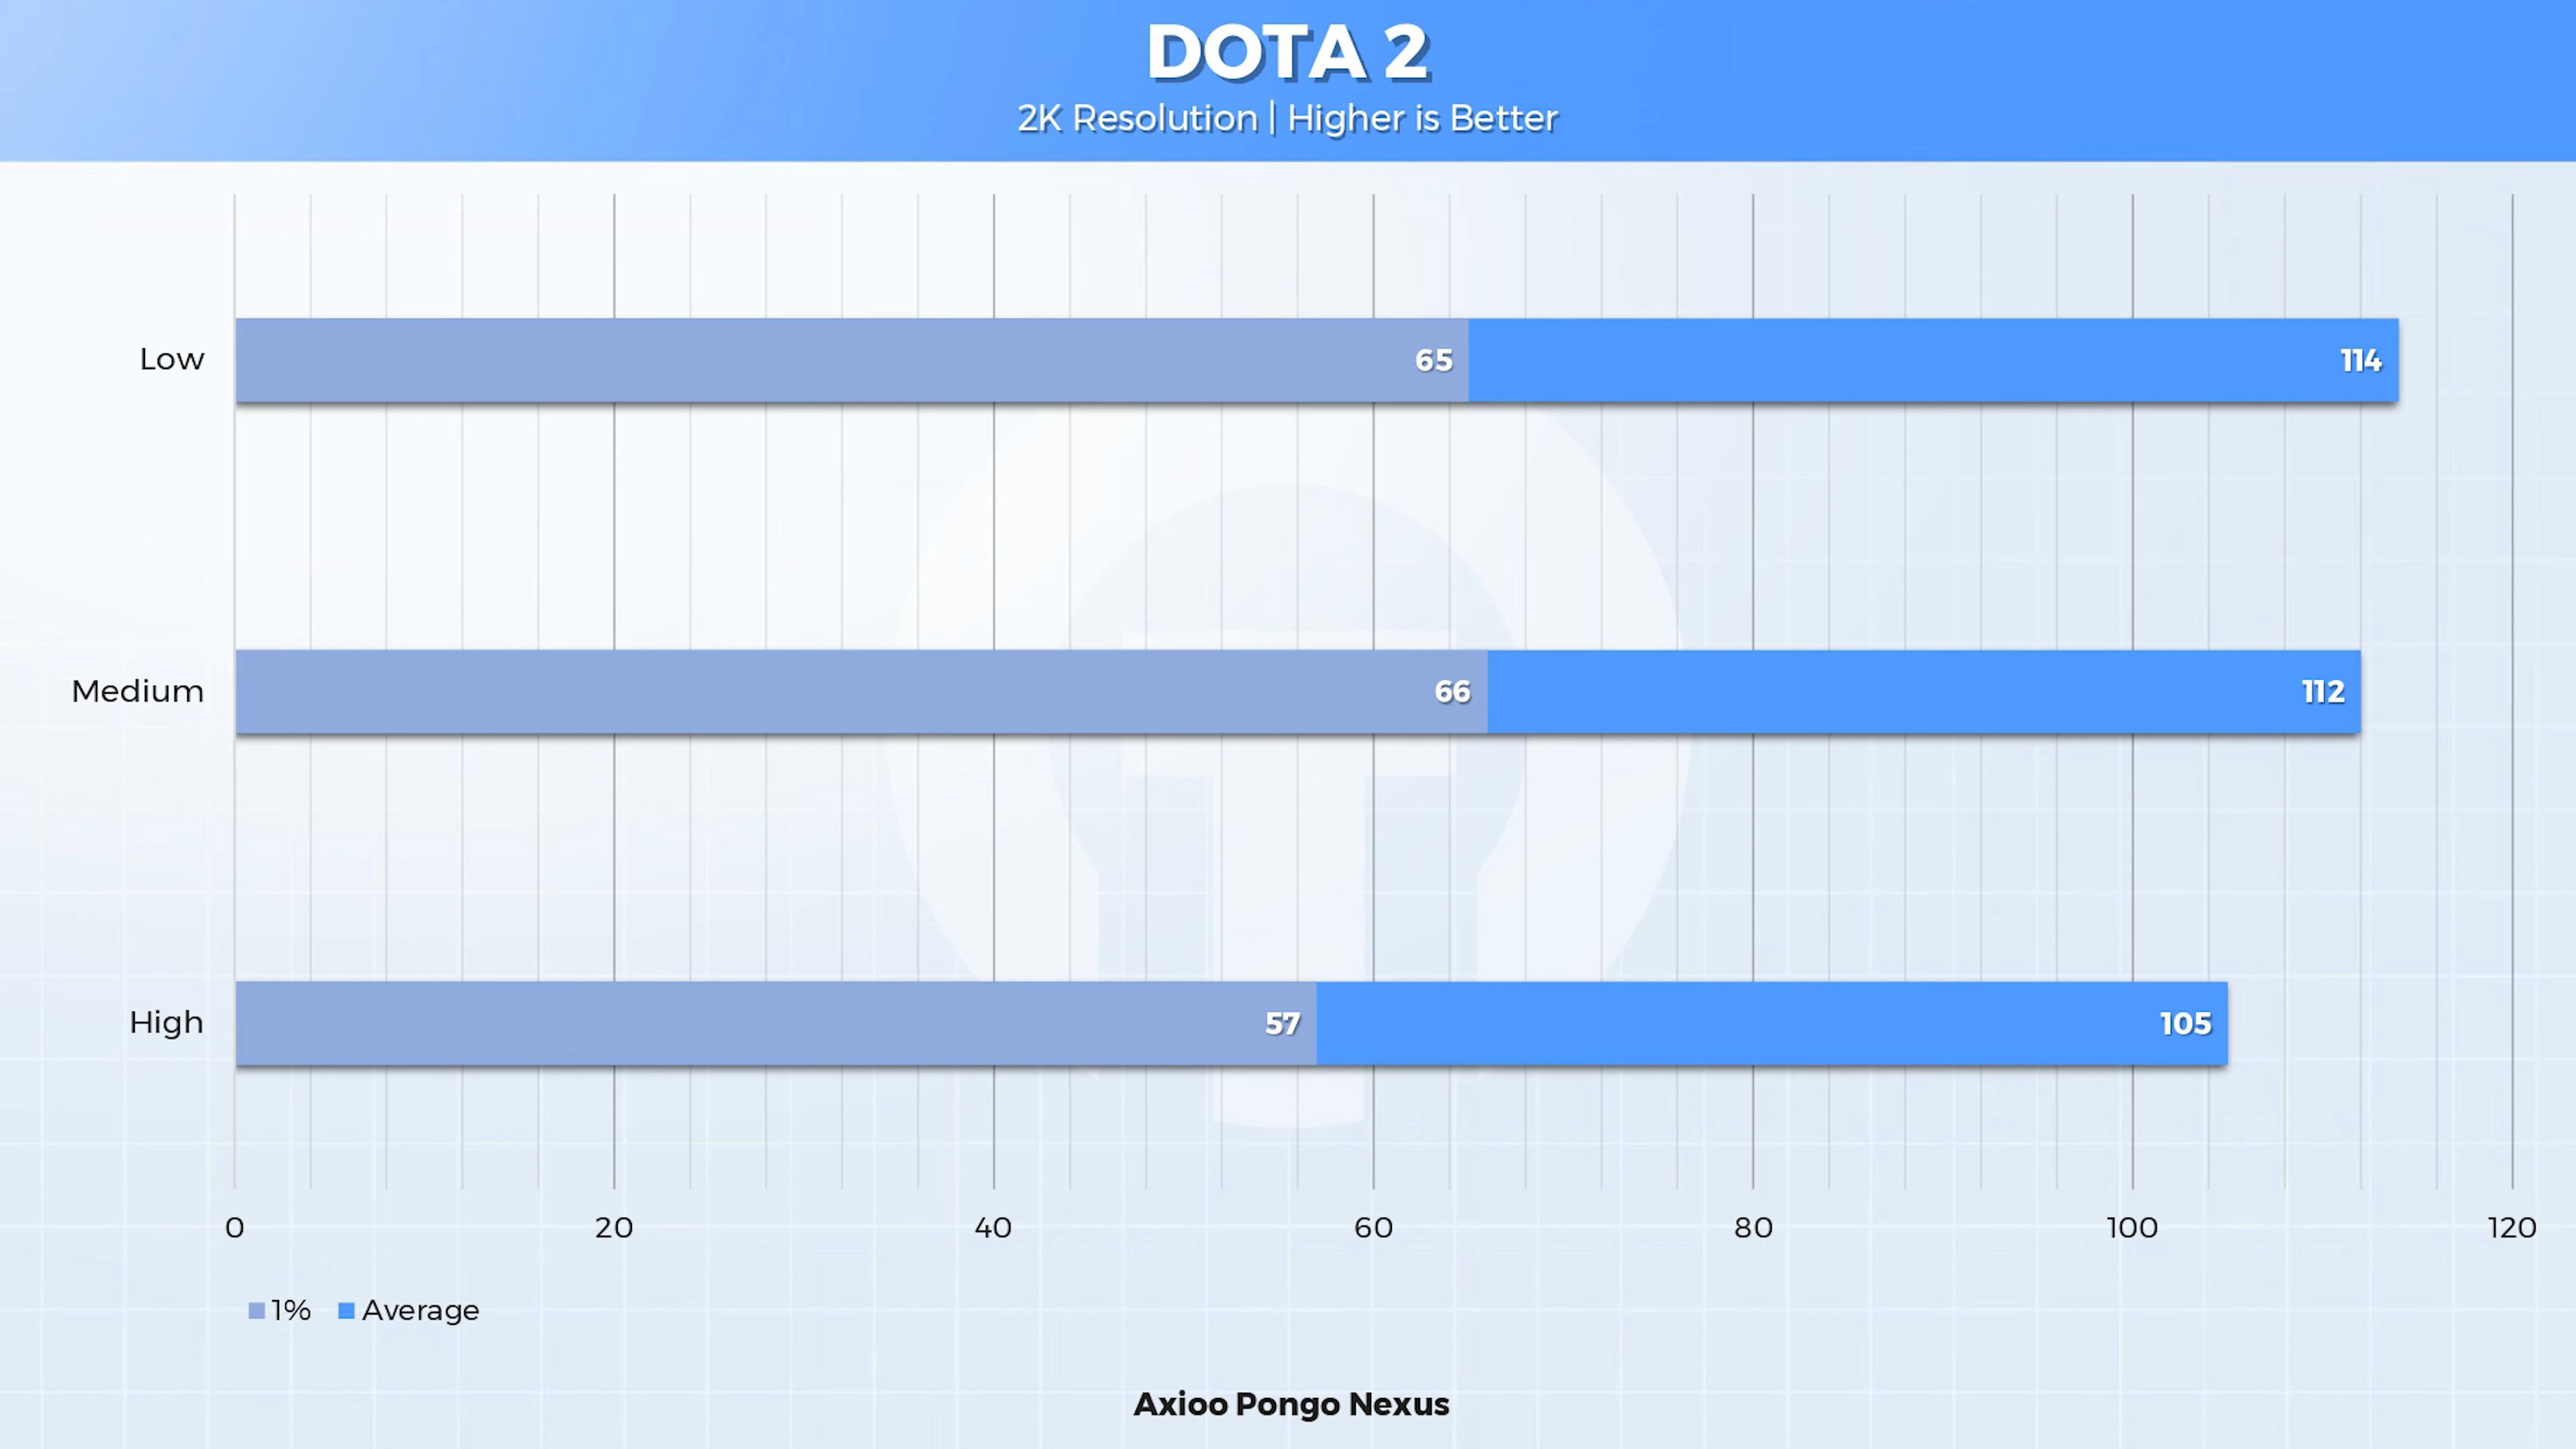 DOTA 2
2K Resolution | Higher is Better
Low
65
114
Medium
66
112
High
57
105
0
20
40
60
80
100
120
1%
Average
Axioo Pongo Nexus